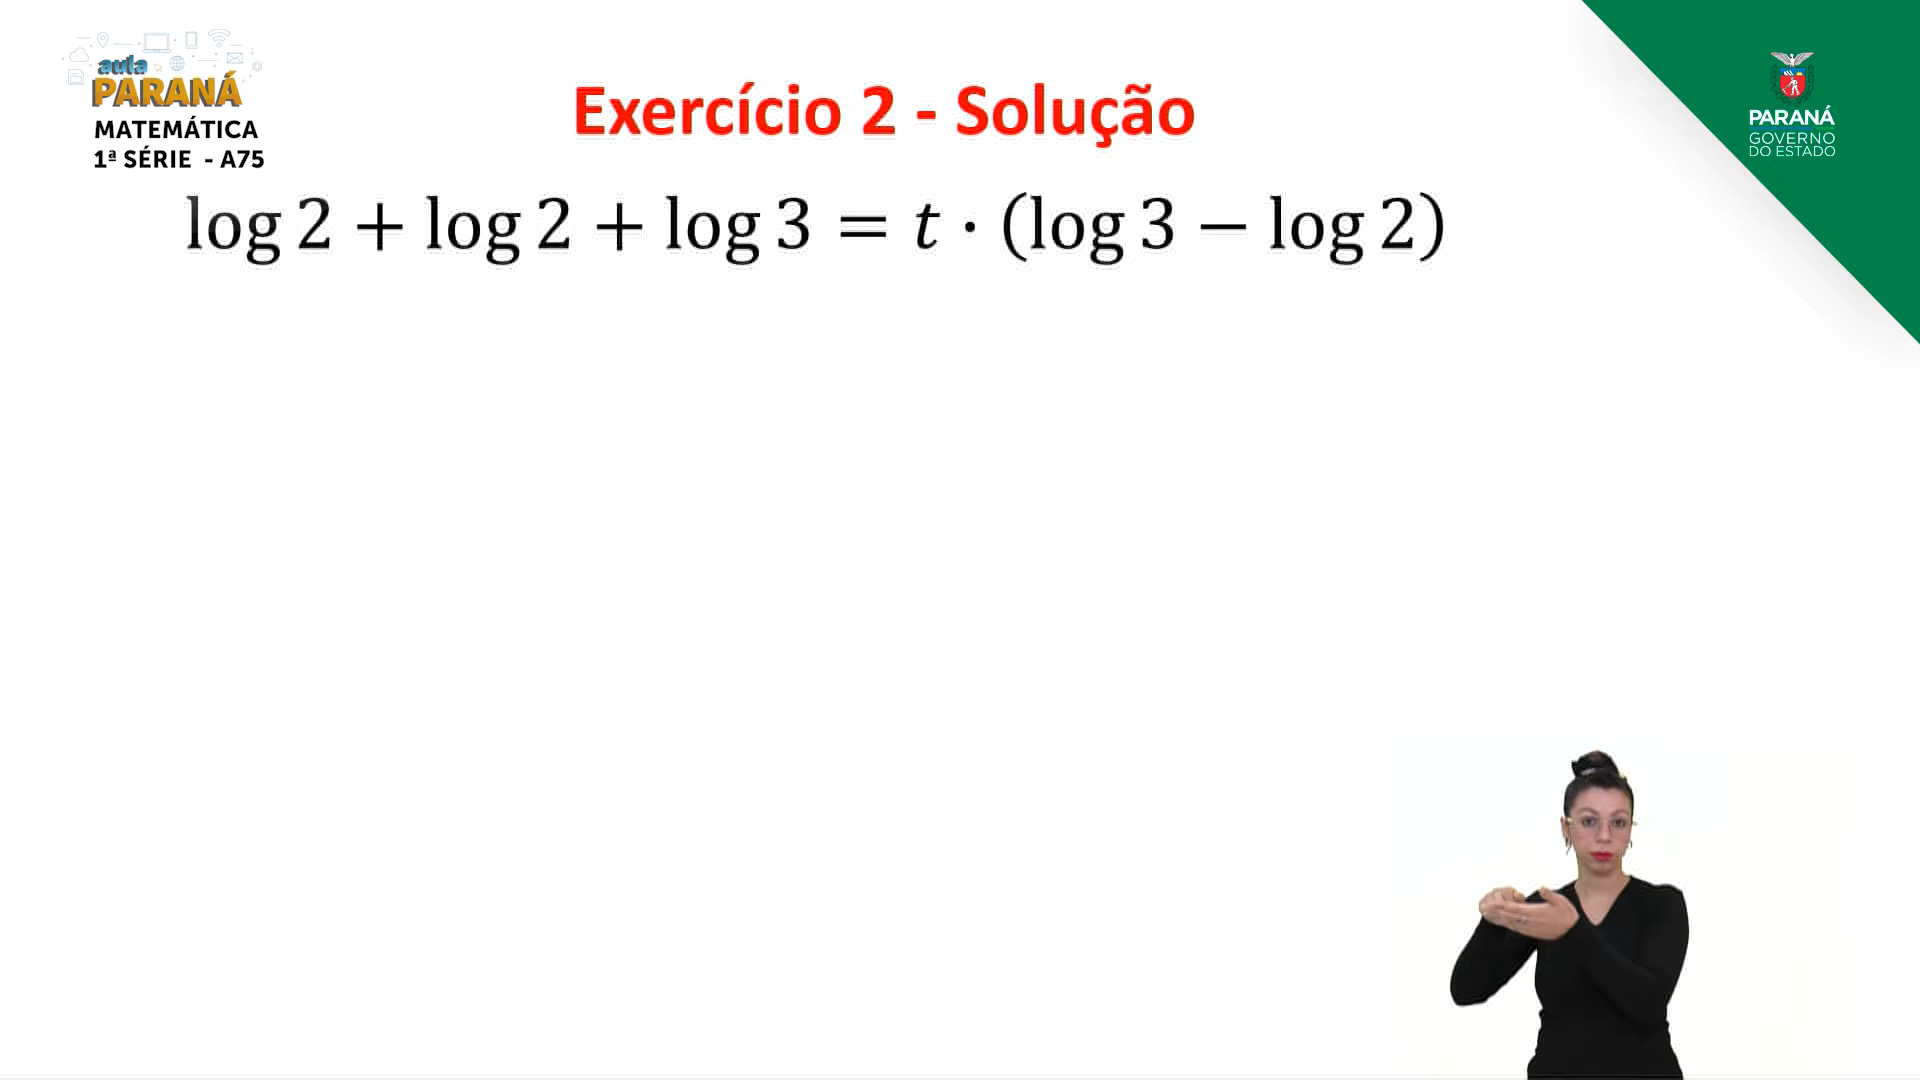 aula
PARANÁ
MATEMÁTICA
1ª SÉRIE - A75
Exercício 2 - Solução
PARANÁ
GOVERNO
DO ESTADO
log 2 + log 2 + log 3 = t · (log 3 − log 2)